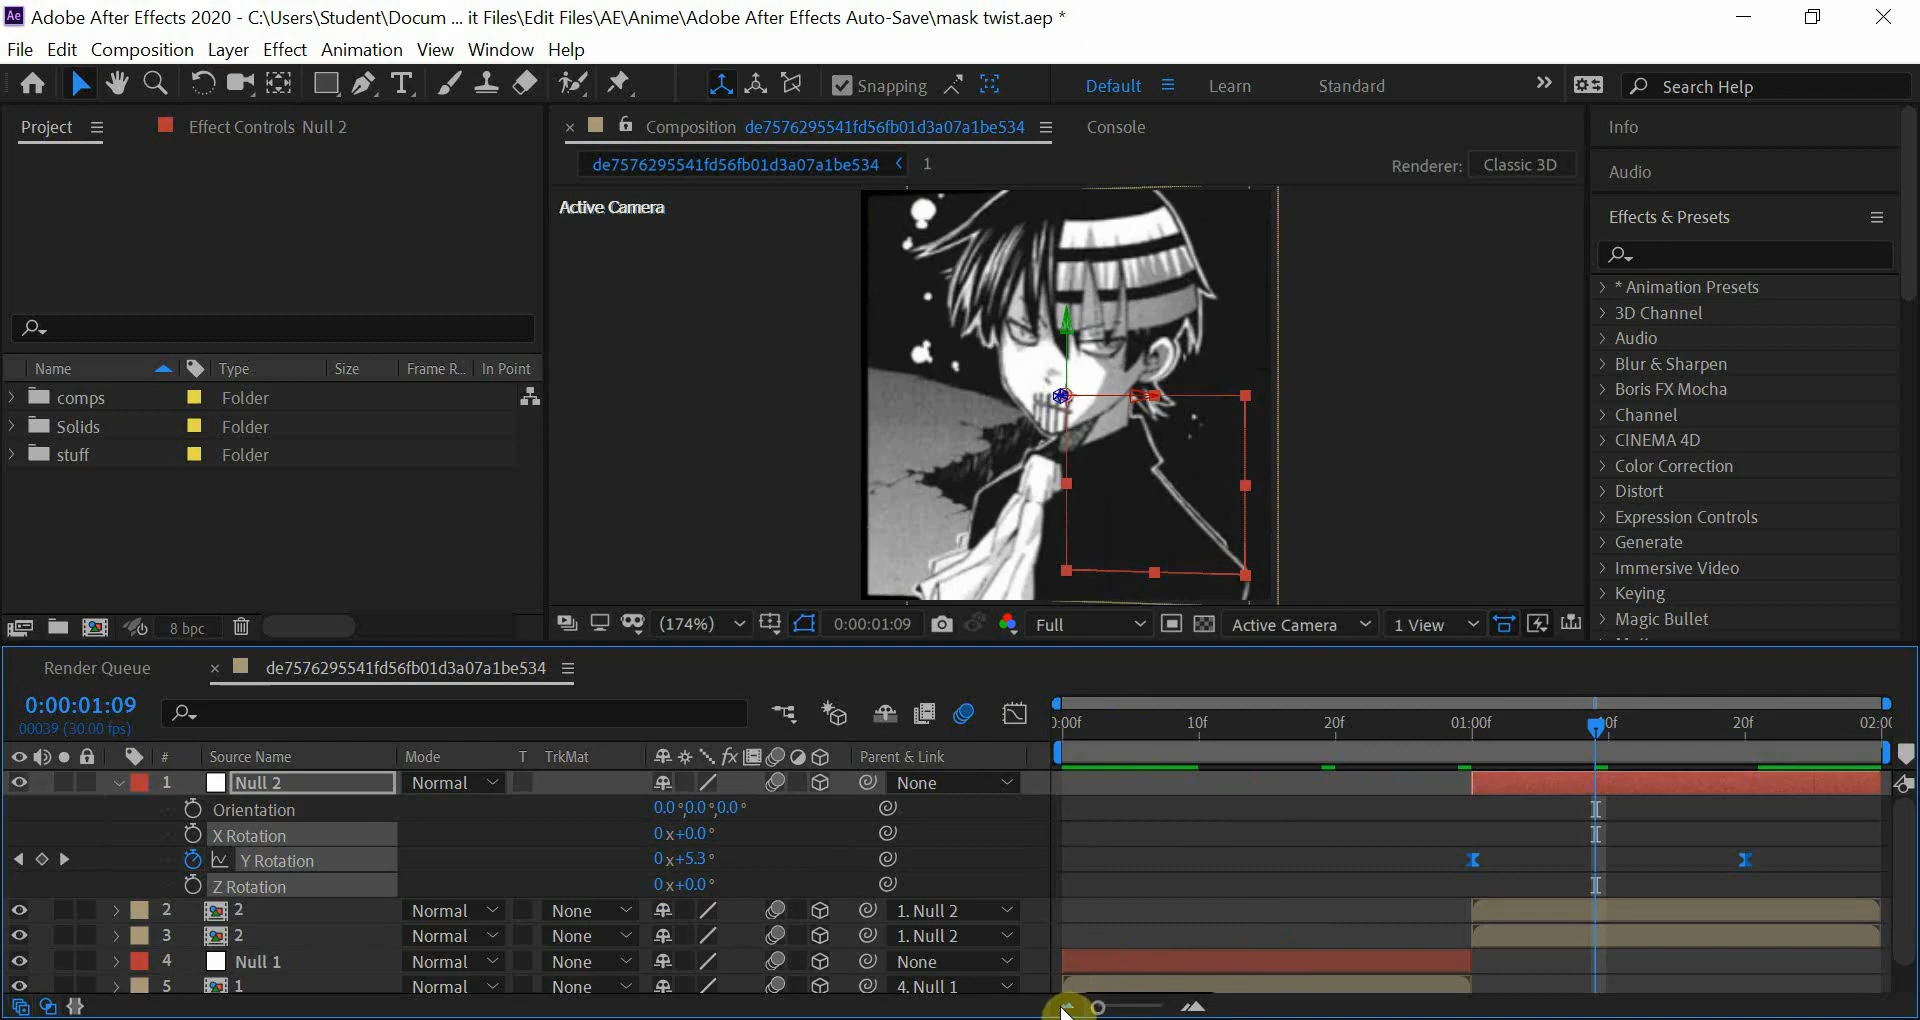 Ae Adobe After Effects 2020 - C:\Users\Student\Docum ... it Files\Edit Files\AE\Anime\Adobe After Effects Auto-Save\mask twist.aep *
File Edit Composition Layer Effect Animation View Window Help
Snapping Default Learn Standard Search Help
Project Effect Controls Null 2
Composition de7576295541fd56fb01d3a07a1be534 Console
de7576295541fd56fb01d3a07a1be534 1 Renderer: Classic 3D
Active Camera
Name Type Size Frame R... In Point
comps Folder
Solids Folder
stuff Folder
8 bpc
(174%) 0:00:01:09 Full Active Camera 1 View
Info
Audio
Effects & Presets
* Animation Presets
3D Channel
Audio
Blur & Sharpen
Boris FX Mocha
Channel
CINEMA 4D
Color Correction
Distort
Expression Controls
Generate
Immersive Video
Keying
Magic Bullet
Render Queue de7576295541fd56fb01d3a07a1be534
0:00:01:09
00039 (30.00 fps)
:00f 10f 20f 01:00f 10f 20f 02:00
# Source Name Mode T TrkMat fx Parent & Link
1 Null 2 Normal None
Orientation 0.0°,0.0°,0.0°
X Rotation 0x+0.0°
Y Rotation 0x+5.3°
Z Rotation 0x+0.0°
2 2 Normal None 1. Null 2
3 2 Normal None 1. Null 2
4 Null 1 Normal None None
5 1 Normal None 4. Null 1